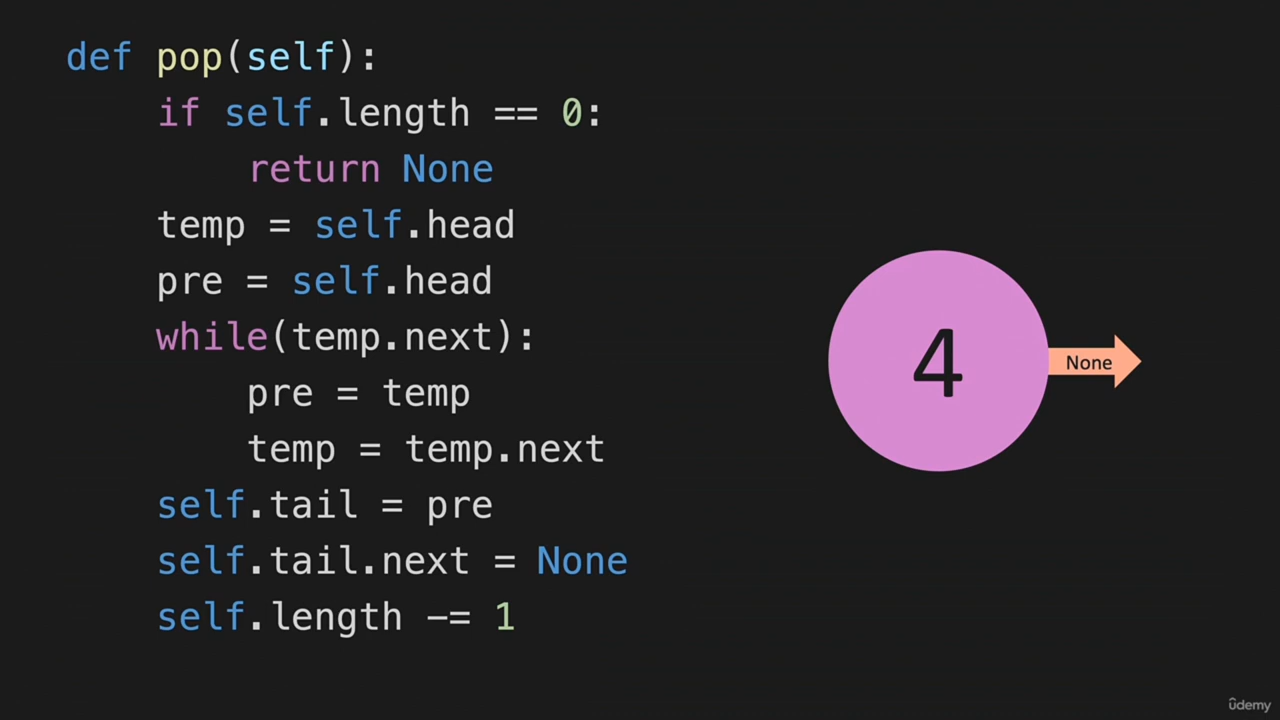 def pop(self):
    if self.length == 0:
        return None
    temp = self.head
    pre = self.head
    while(temp.next):
        pre = temp
        temp = temp.next
    self.tail = pre
    self.tail.next = None
    self.length -= 1
4
None
ûdemy